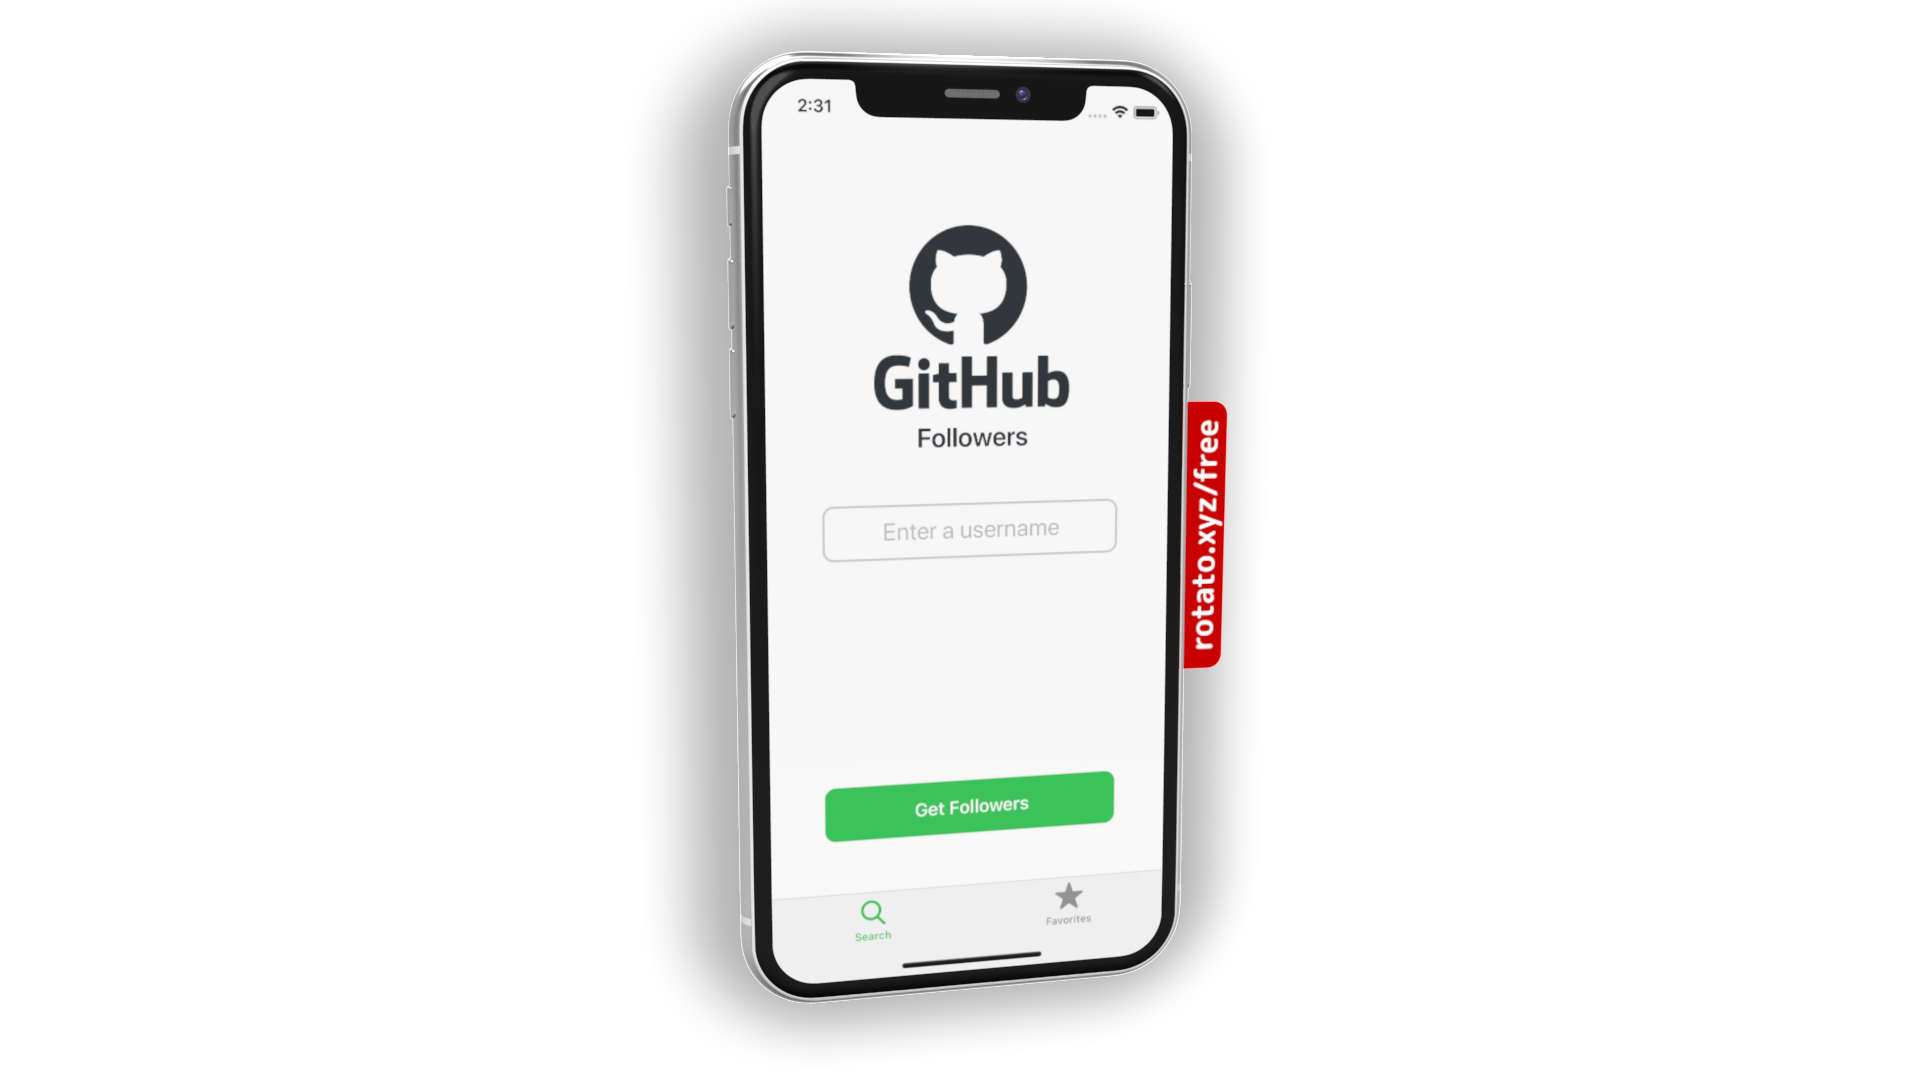 2:31
GitHub
Followers
Enter a username
Get Followers
Search
Favorites
rotato.xyz/free